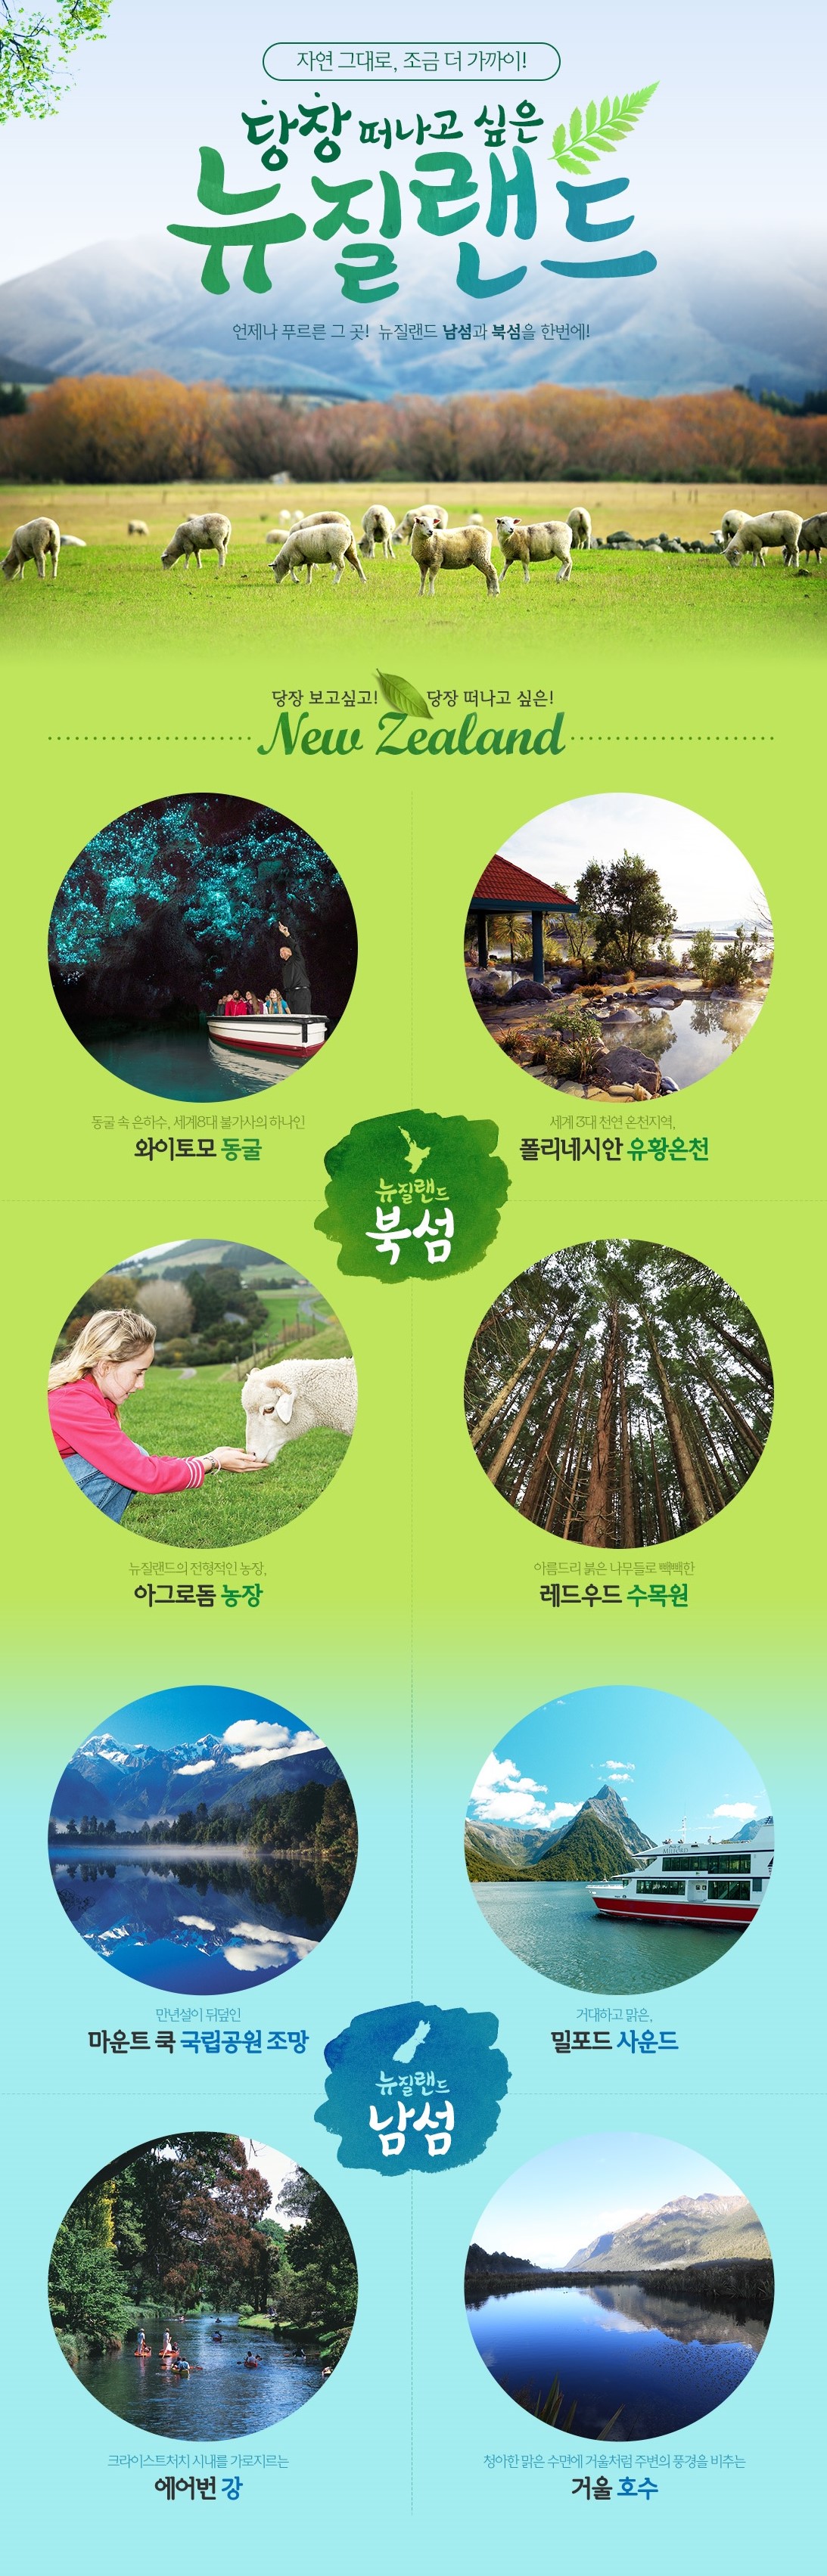 자연 그대로, 조금 더 가까이!
당장 떠나고 싶은
뉴질랜드
언제나 푸르른 그 곳! 뉴질랜드 남섬과 북섬을 한번에!
당장 보고싶고! 당장 떠나고 싶은!
New Zealand
동굴 속 은하수, 세계8대 불가사의 하나인
와이토모 동굴
세계 3대 천연 온천지역,
폴리네시안 유황온천
뉴질랜드
북섬
뉴질랜드의 전형적인 농장,
아그로돔 농장
아름드리 붉은 나무들로 빽빽한
레드우드 수목원
MILFORD
만년설이 뒤덮인
마운트 쿡 국립공원 조망
거대하고 맑은,
밀포드 사운드
뉴질랜드
남섬
크라이스트처치 시내를 가로지르는
에어번 강
청아한 맑은 수면에 거울처럼 주변의 풍경을 비추는
거울 호수